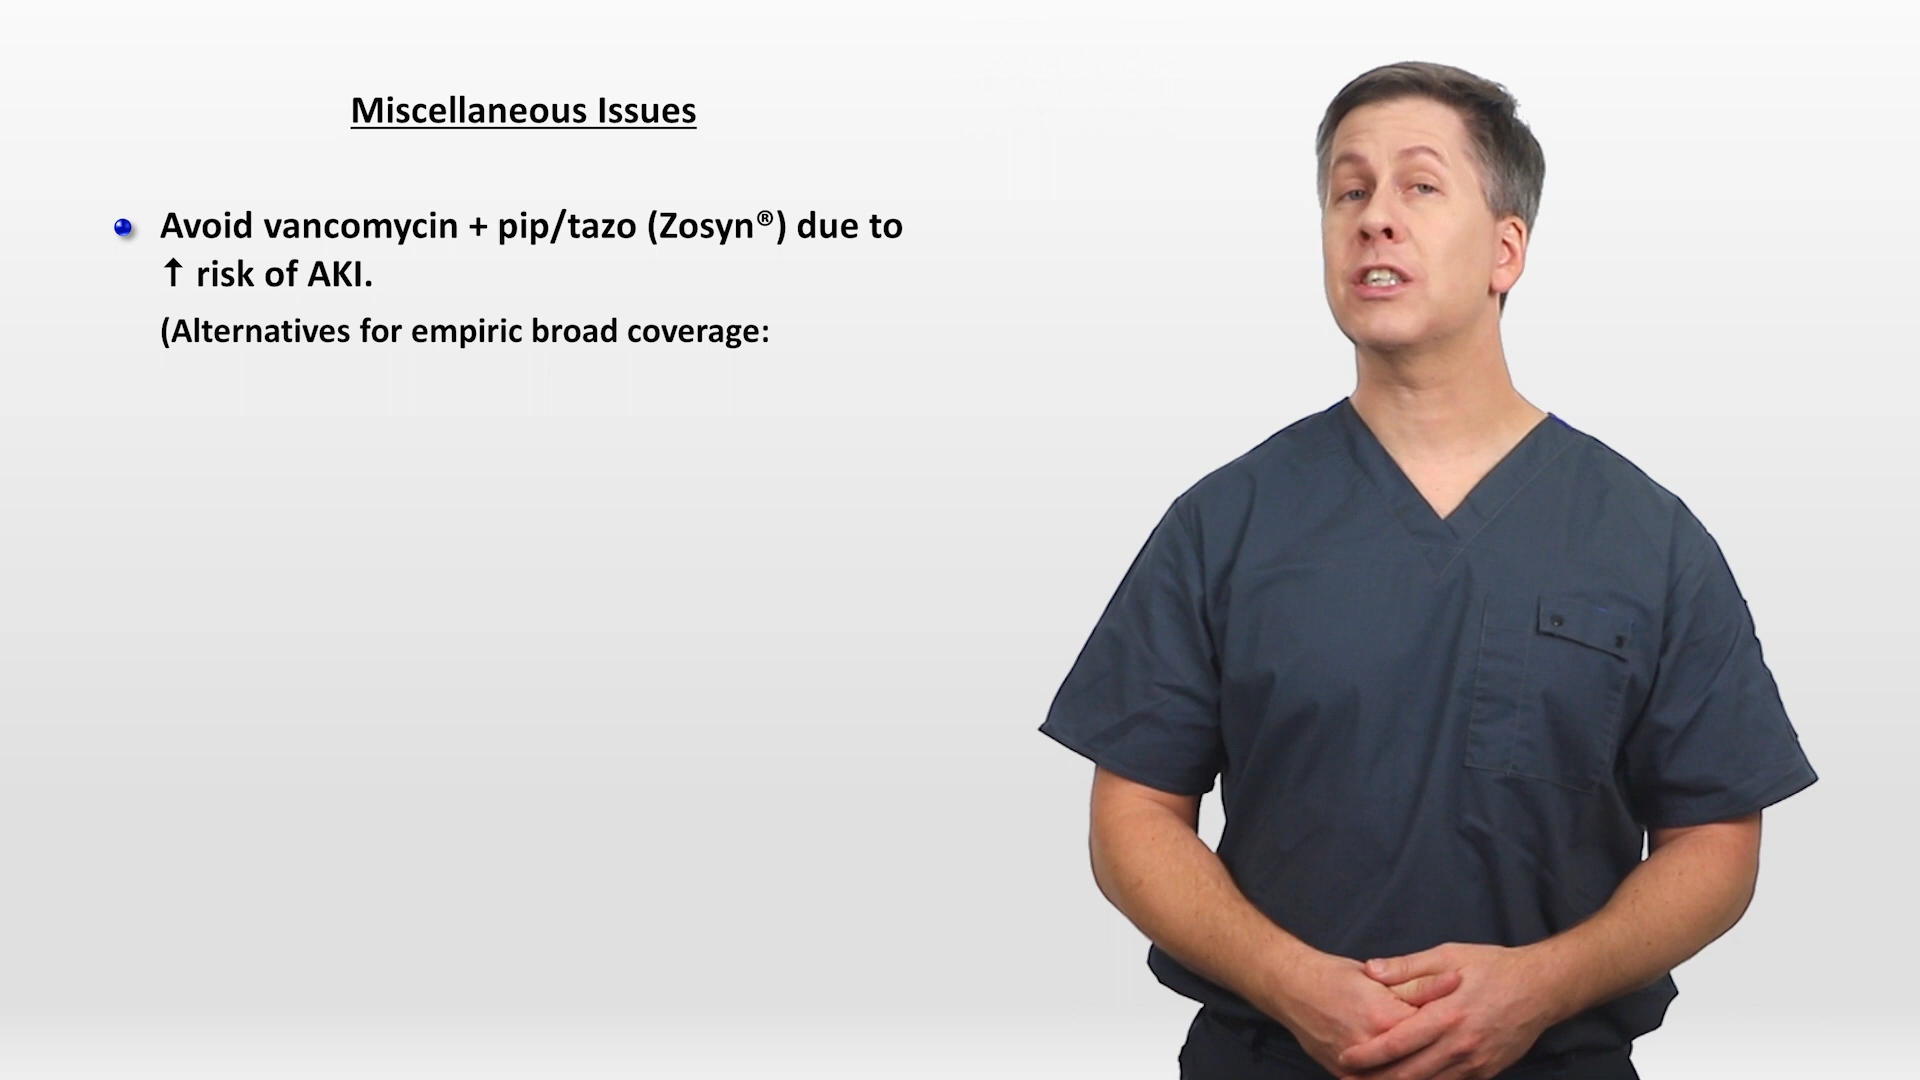 Miscellaneous Issues
Avoid vancomycin + pip/tazo (Zosyn®) due to
↑ risk of AKI.
(Alternatives for empiric broad coverage: